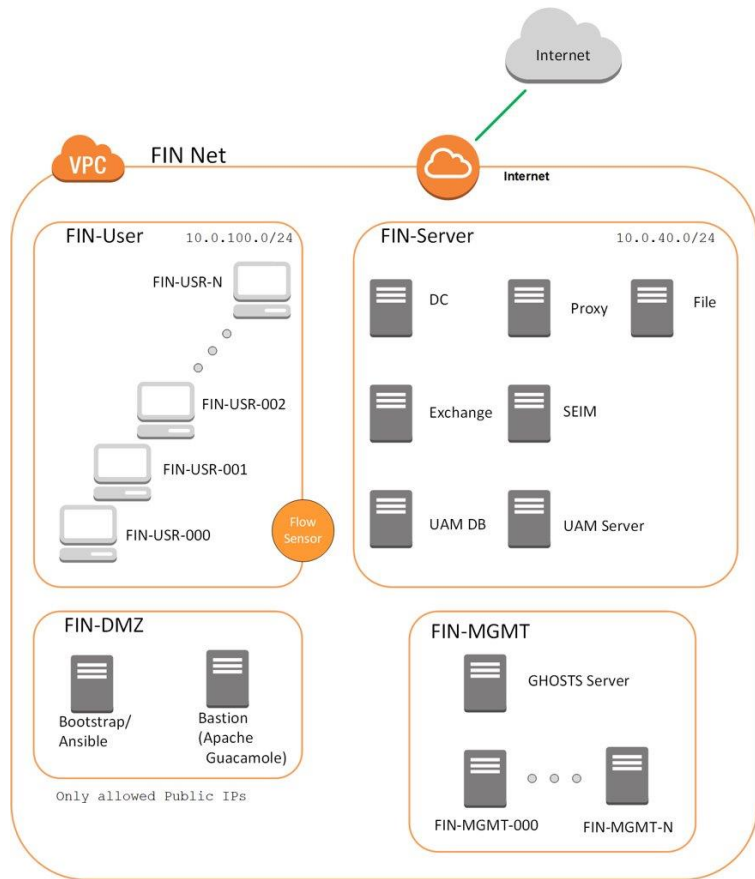 Internet
VPC
FIN Net
Internet
FIN-User
10.0.100.0/24
FIN-USR-N
FIN-USR-002
FIN-USR-001
FIN-USR-000
Flow
Sensor
FIN-Server
10.0.40.0/24
DC
Proxy
File
Exchange
SEIM
UAM DB
UAM Server
FIN-DMZ
Bootstrap/
Ansible
Bastion
(Apache
Guacamole)
Only allowed Public IPs
FIN-MGMT
GHOSTS Server
FIN-MGMT-000
FIN-MGMT-N